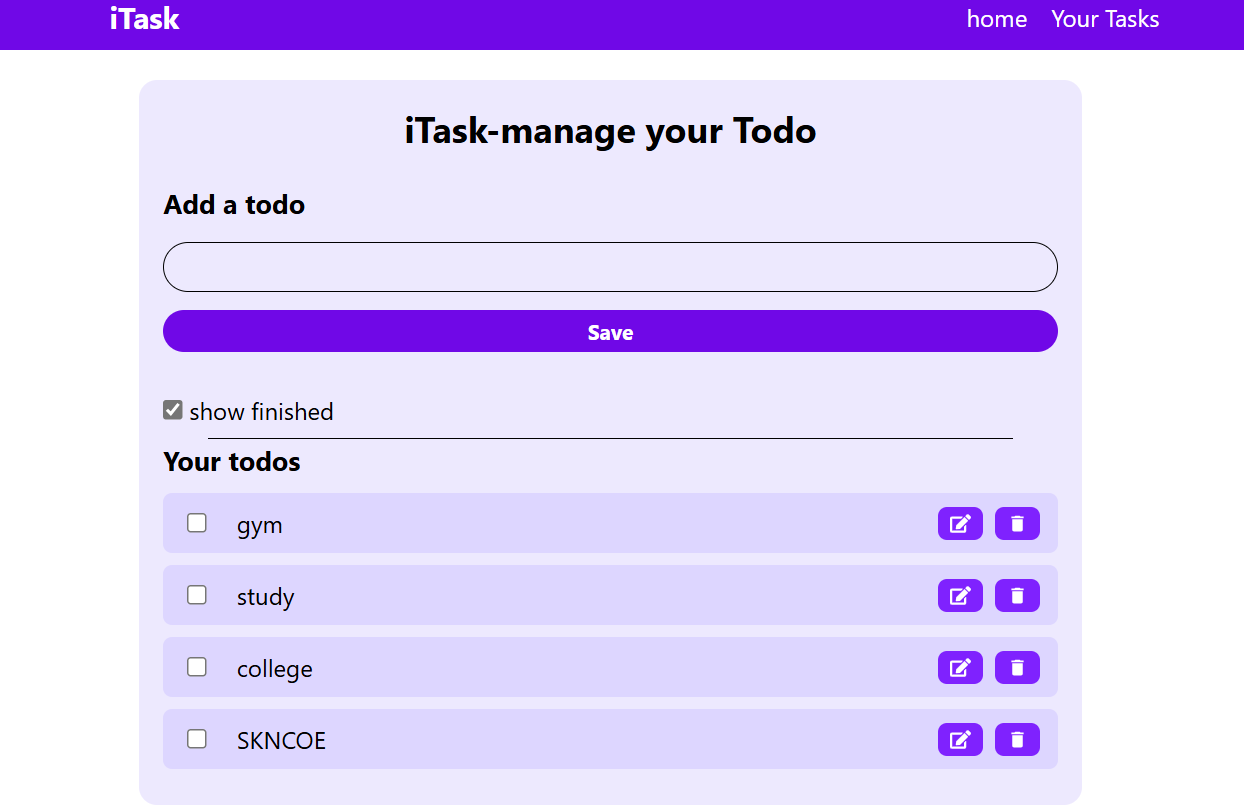 iTask home Your Tasks
iTask-manage your Todo
Add a todo
Save
show finished
Your todos
gym
study
college
SKNCOE